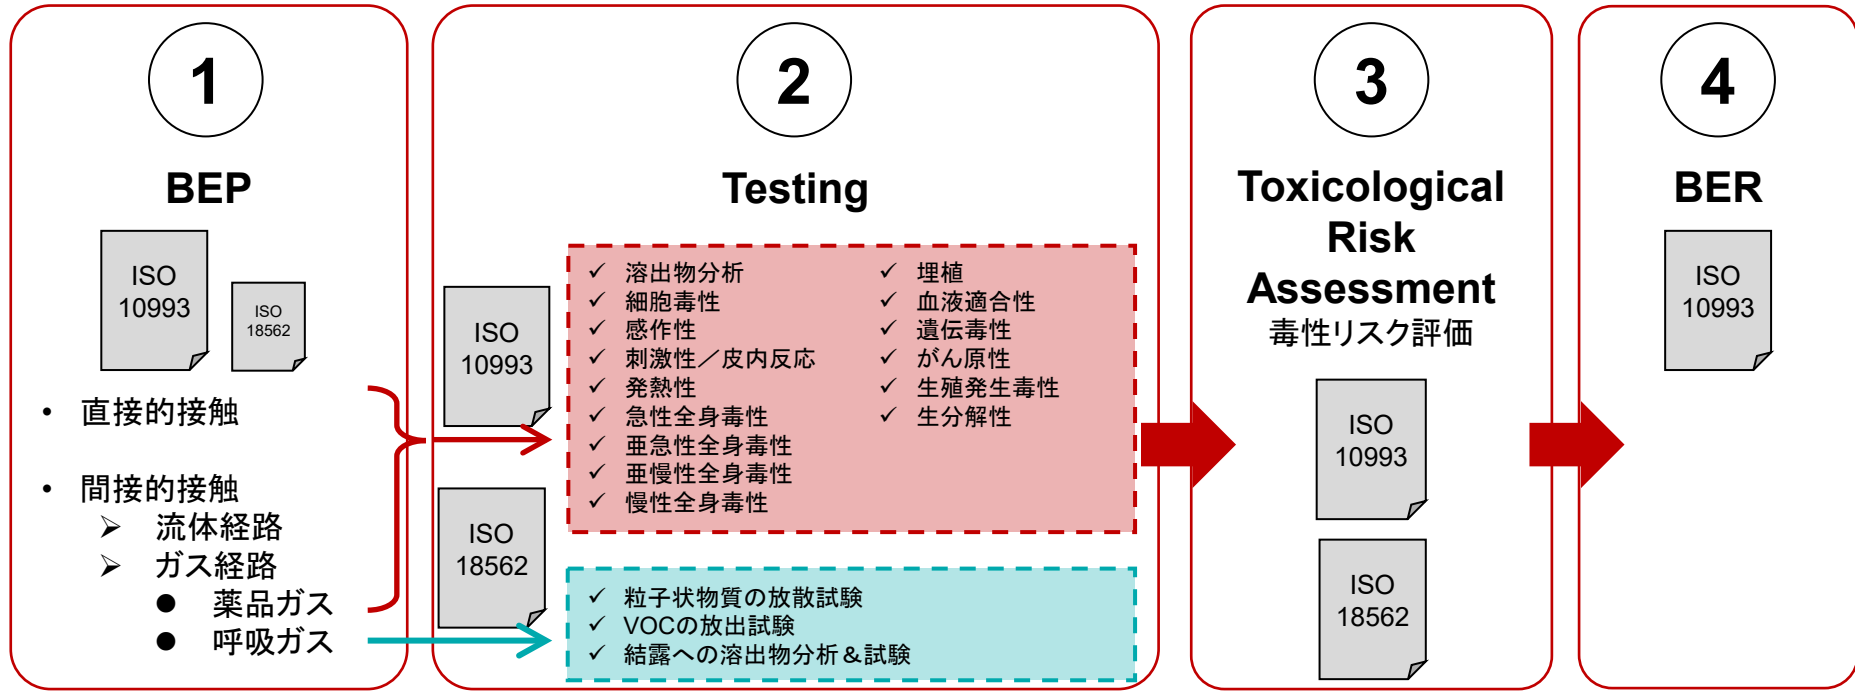 1
BEP
ISO
10993
ISO
18562
• 直接的接触
• 間接的接触
➢ 流体経路
➢ ガス経路
● 薬品ガス
● 呼吸ガス
2
Testing
ISO
10993
ISO
18562
✓ 溶出物分析
✓ 細胞毒性
✓ 感作性
✓ 刺激性／皮内反応
✓ 発熱性
✓ 急性全身毒性
✓ 亜急性全身毒性
✓ 亜慢性全身毒性
✓ 慢性全身毒性
✓ 埋植
✓ 血液適合性
✓ 遺伝毒性
✓ がん原性
✓ 生殖発生毒性
✓ 生分解性
✓ 粒子状物質の放散試験
✓ VOCの放出試験
✓ 結露への溶出物分析＆試験
3
Toxicological
Risk
Assessment
毒性リスク評価
ISO
10993
ISO
18562
4
BER
ISO
10993